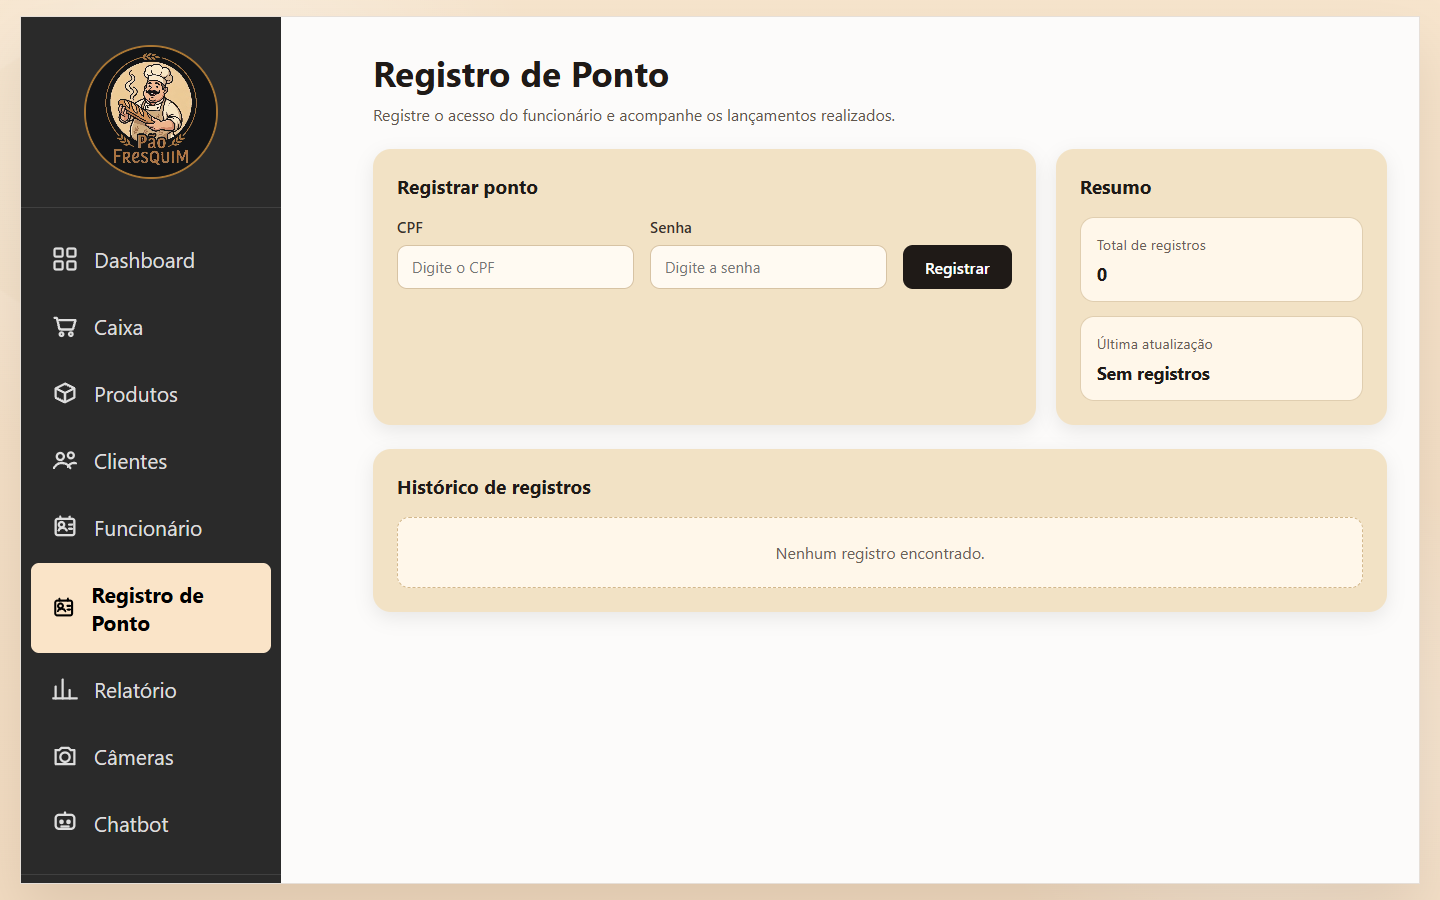 Pão
FRESQUIM
Dashboard
Caixa
Produtos
Clientes
Funcionário
Registro de
Ponto
Relatório
Câmeras
Chatbot
Registro de Ponto
Registre o acesso do funcionário e acompanhe os lançamentos realizados.
Registrar ponto
CPF
Digite o CPF
Senha
Digite a senha
Registrar
Resumo
Total de registros
0
Última atualização
Sem registros
Histórico de registros
Nenhum registro encontrado.